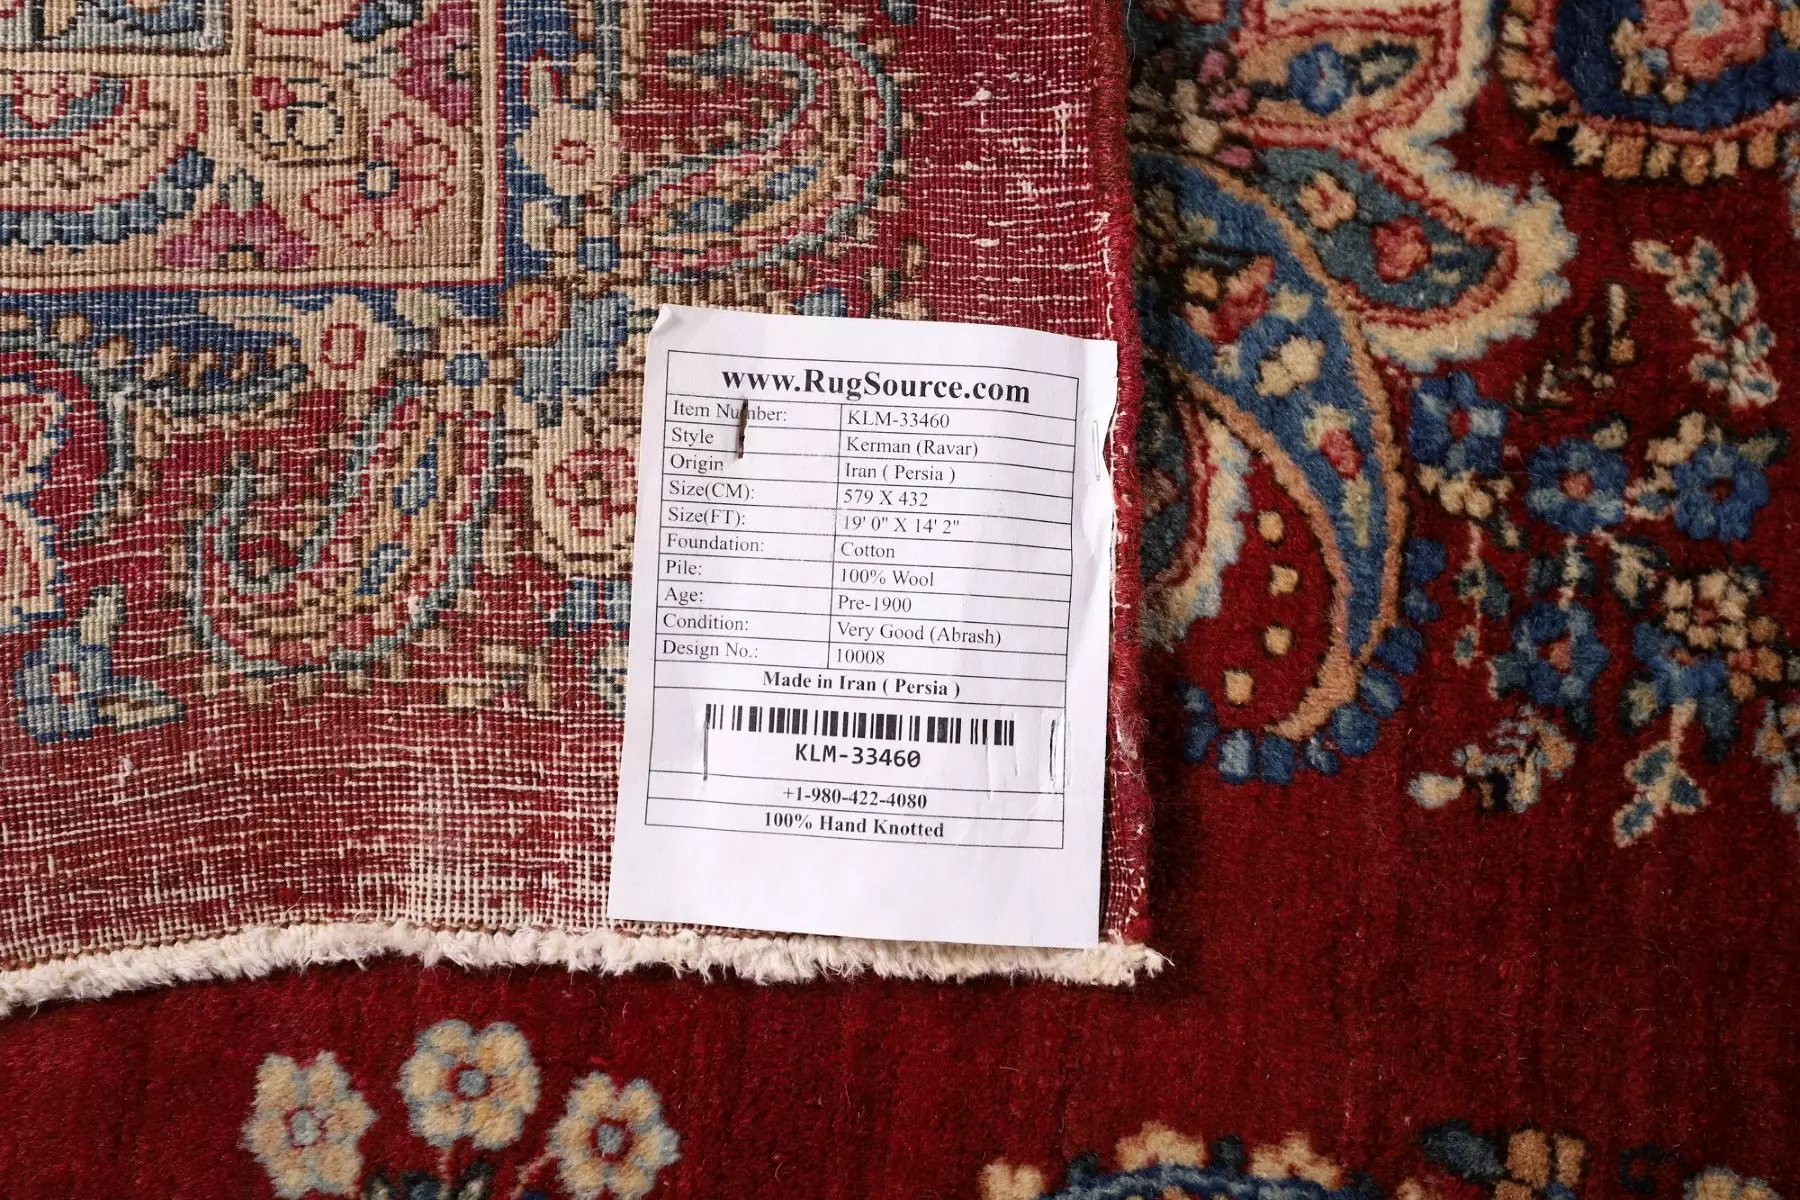 www.RugSource.com
Item Number: KLM-33460
Style Kerman (Ravar)
Origin Iran ( Persia )
Size(CM): 579 X 432
Size(FT): 19' 0" X 14' 2"
Foundation: Cotton
Pile: 100% Wool
Age: Pre-1900
Condition: Very Good (Abrash)
Design No.: 10008
Made in Iran ( Persia )
KLM-33460
+1-980-422-4080
100% Hand Knotted